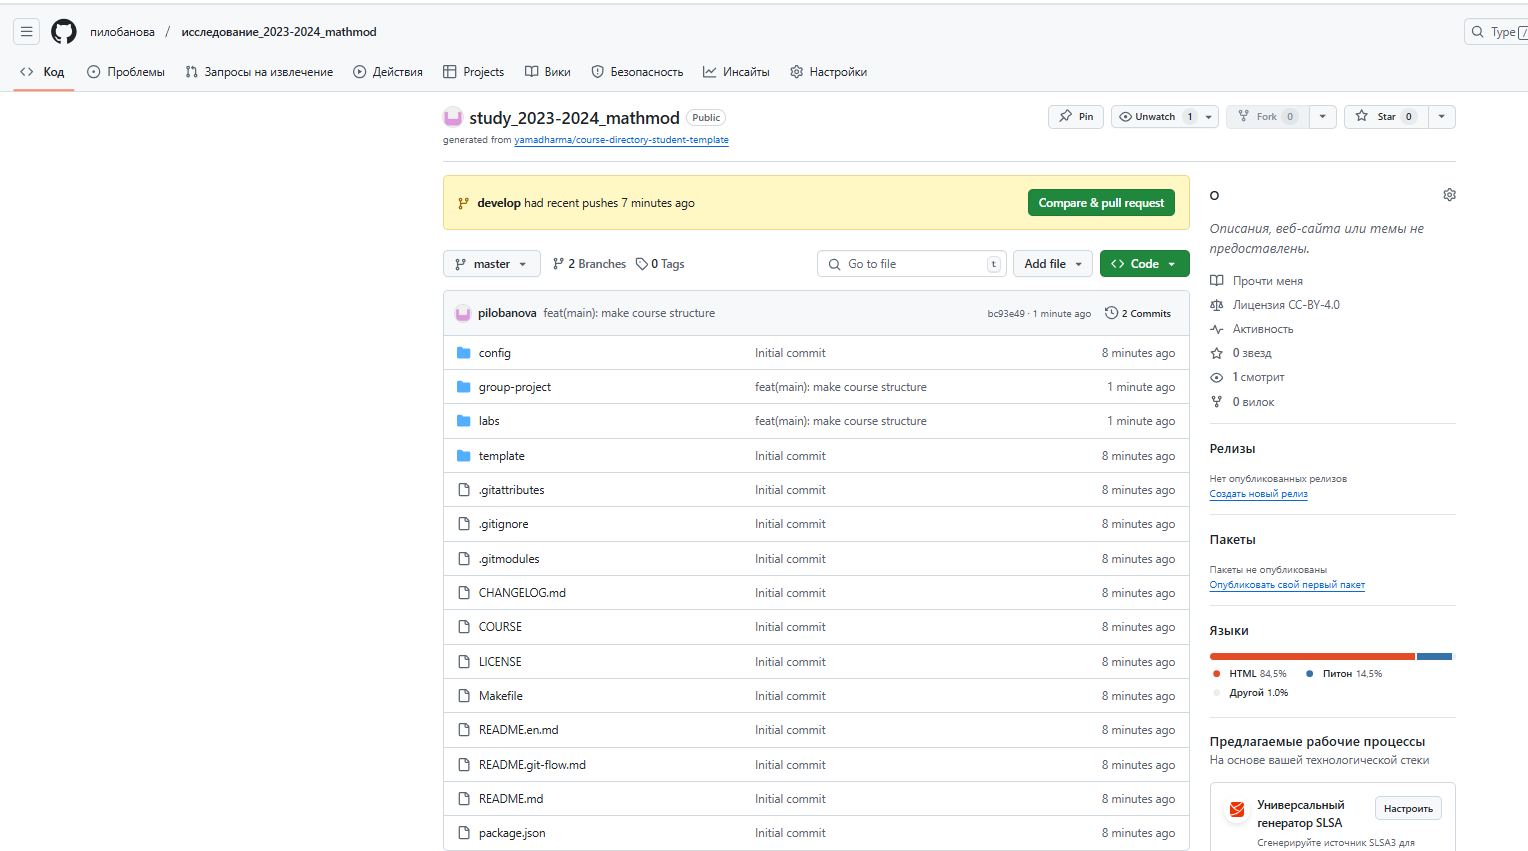 пилобанова / исследование_2023-2024_mathmod
Type /
Код Проблемы Запросы на извлечение Действия Projects Вики Безопасность Инсайты Настройки
study_2023-2024_mathmod Public
Pin Unwatch 1 Fork 0 Star 0
generated from yamadharma/course-directory-student-template
develop had recent pushes 7 minutes ago
Compare & pull request
master 2 Branches 0 Tags Go to file t Add file Code
pilobanova feat(main): make course structure bc93e49 · 1 minute ago 2 Commits
config Initial commit 8 minutes ago
group-project feat(main): make course structure 1 minute ago
labs feat(main): make course structure 1 minute ago
template Initial commit 8 minutes ago
.gitattributes Initial commit 8 minutes ago
.gitignore Initial commit 8 minutes ago
.gitmodules Initial commit 8 minutes ago
CHANGELOG.md Initial commit 8 minutes ago
COURSE Initial commit 8 minutes ago
LICENSE Initial commit 8 minutes ago
Makefile Initial commit 8 minutes ago
README.en.md Initial commit 8 minutes ago
README.git-flow.md Initial commit 8 minutes ago
README.md Initial commit 8 minutes ago
package.json Initial commit 8 minutes ago
О
Описания, веб-сайта или темы не
предоставлены.
Прочти меня
Лицензия CC-BY-4.0
Активность
0 звезд
1 смотрит
0 вилок
Релизы
Нет опубликованных релизов
Создать новый релиз
Пакеты
Пакеты не опубликованы
Опубликовать свой первый пакет
Языки
HTML 84,5% Питон 14,5%
Другой 1.0%
Предлагаемые рабочие процессы
На основе вашей технологической стеки
Универсальный
генератор SLSA
Настроить
Сгенерируйте источник SLSA3 для